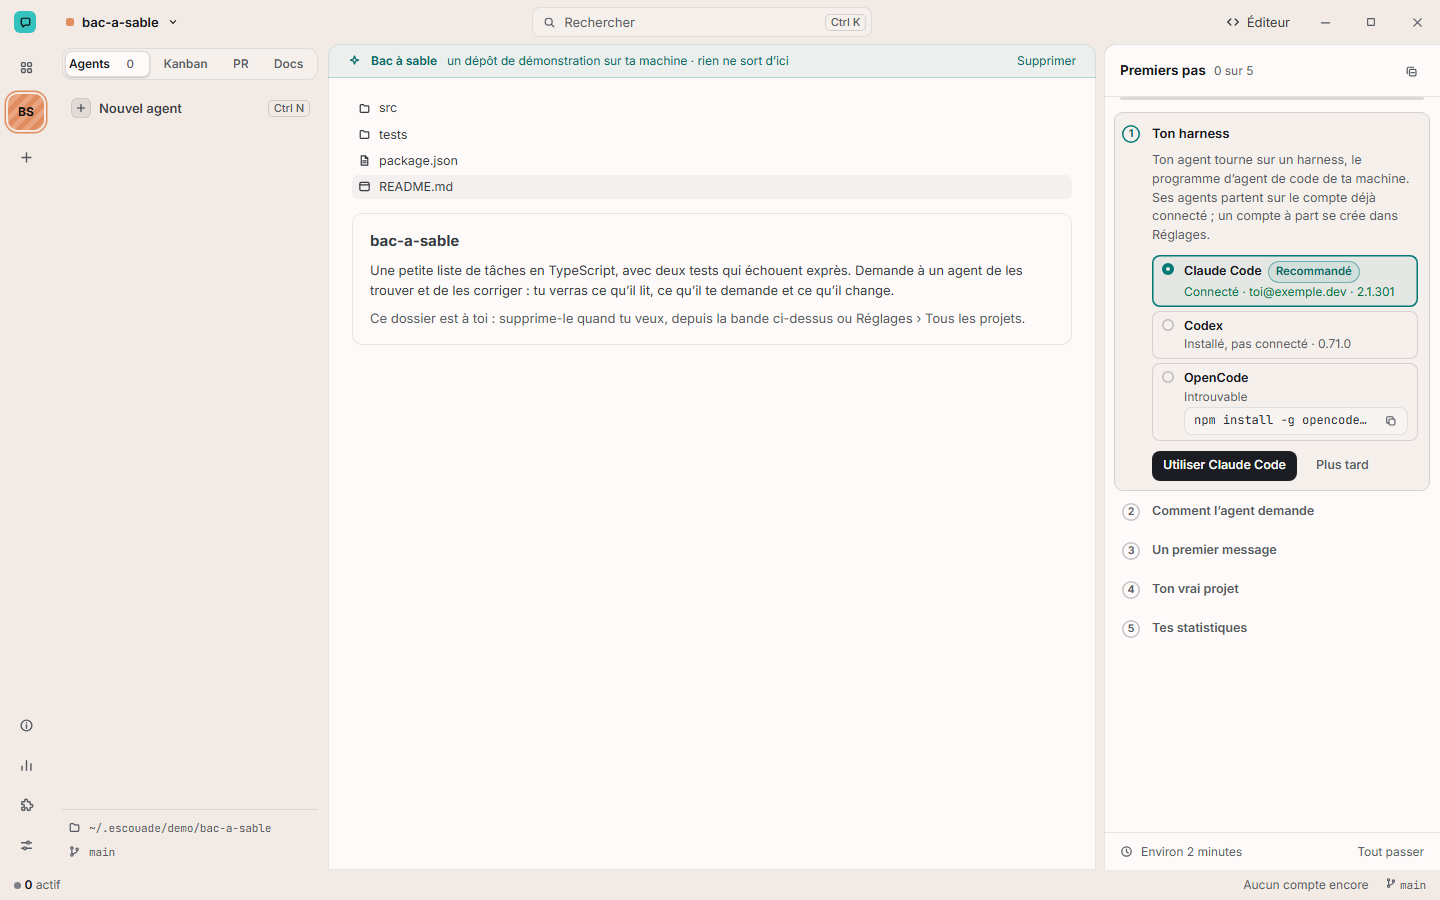 bac-a-sable
Rechercher
Ctrl K
Éditeur
Agents 0
Kanban
PR
Docs
BS
Nouvel agent
Ctrl N
~/.escouade/demo/bac-a-sable
main
0 actif
Bac à sable un dépôt de démonstration sur ta machine · rien ne sort d’ici
Supprimer
src
tests
package.json
README.md
bac-a-sable
Une petite liste de tâches en TypeScript, avec deux tests qui échouent exprès. Demande à un agent de les
trouver et de les corriger : tu verras ce qu’il lit, ce qu’il te demande et ce qu’il change.
Ce dossier est à toi : supprime-le quand tu veux, depuis la bande ci-dessus ou Réglages › Tous les projets.
Premiers pas 0 sur 5
1 Ton harness
Ton agent tourne sur un harness, le
programme d’agent de code de ta machine.
Ses agents partent sur le compte déjà
connecté ; un compte à part se crée dans
Réglages.
Claude Code Recommandé
Connecté · toi@exemple.dev · 2.1.301
Codex
Installé, pas connecté · 0.71.0
OpenCode
Introuvable
npm install -g opencode…
Utiliser Claude Code
Plus tard
2 Comment l’agent demande
3 Un premier message
4 Ton vrai projet
5 Tes statistiques
Environ 2 minutes
Tout passer
Aucun compte encore
main